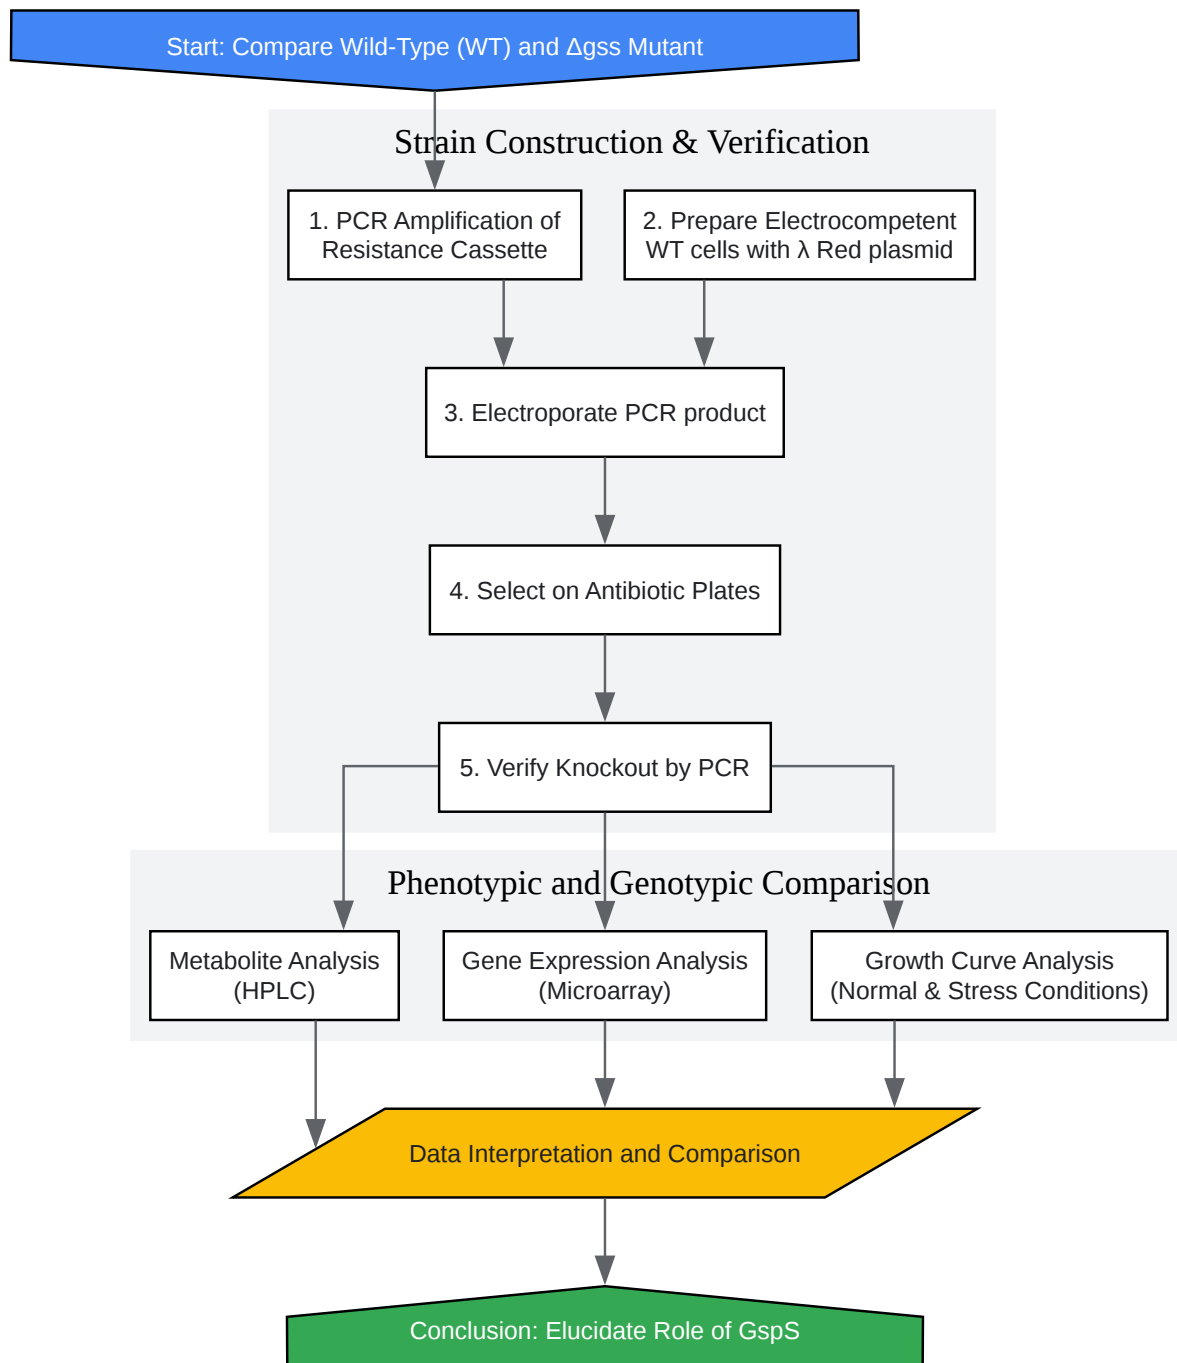 Start: Compare Wild-Type (WT) and Δgss Mutant
Strain Construction & Verification
1. PCR Amplification of
Resistance Cassette
2. Prepare Electrocompetent
WT cells with λ Red plasmid
3. Electroporate PCR product
4. Select on Antibiotic Plates
5. Verify Knockout by PCR
Phenotypic and Genotypic Comparison
Metabolite Analysis
(HPLC)
Gene Expression Analysis
(Microarray)
Growth Curve Analysis
(Normal & Stress Conditions)
Data Interpretation and Comparison
Conclusion: Elucidate Role of GspS